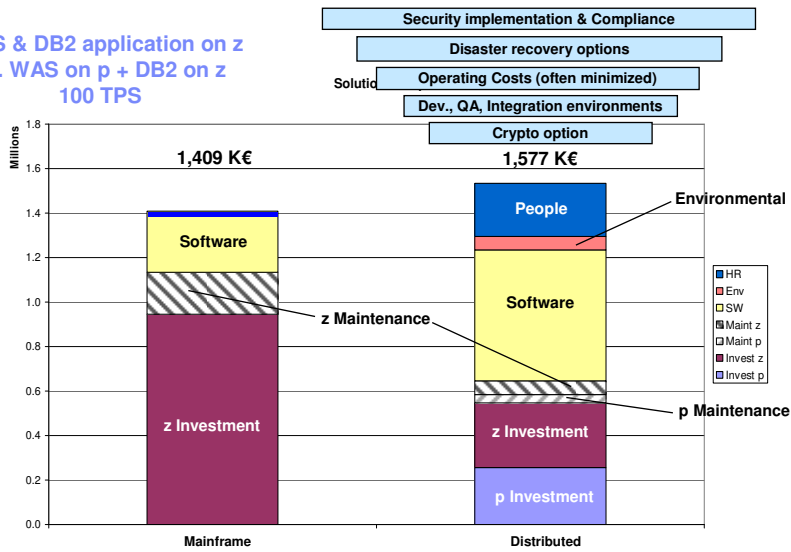 Security implementation & Compliance
S & DB2 application on z
Disaster recovery options
. WAS on p + DB2 on z
Operating Costs (often minimized)
Solutio
100 TPS
Dev., QA, Integration environments
Crypto option
Millions
1.8
1.6
1.4
1.2
1.0
0.8
0.6
0.4
0.2
0.0
1,409 K€
1,577 K€
People
Environmental
Software
Software
z Maintenance
p Maintenance
z Investment
z Investment
p Investment
HR
Env
SW
Maint z
Maint p
Invest z
Invest p
Mainframe
Distributed